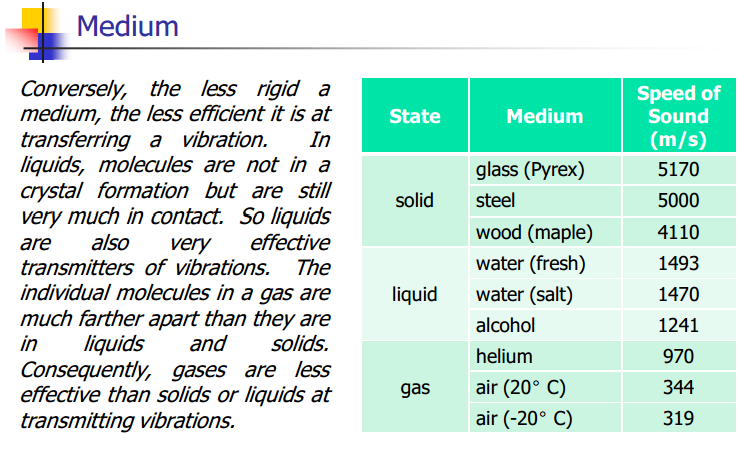 Medium
Conversely, the less rigid a
medium, the less efficient it is at
transferring a vibration. In
liquids, molecules are not in a
crystal formation but are still
very much in contact. So liquids
are also very effective
transmitters of vibrations. The
individual molecules in a gas are
much farther apart than they are
in liquids and solids.
Consequently, gases are less
effective than solids or liquids at
transmitting vibrations.
State Medium Speed of
Sound
(m/s)
solid
glass (Pyrex) 5170
steel 5000
wood (maple) 4110
liquid
water (fresh) 1493
water (salt) 1470
alcohol 1241
gas
helium 970
air (20° C) 344
air (-20° C) 319